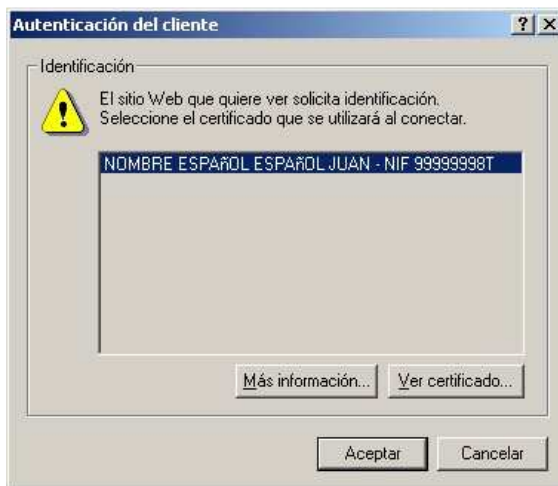 Autenticación del cliente
Identificación
El sitio Web que quiere ver solicita identificación.
Seleccione el certificado que se utilizará al conectar.
NOMBRE ESPAñOL ESPAñOL JUAN - NIF 99999998T
Más información... Ver certificado...
Aceptar Cancelar